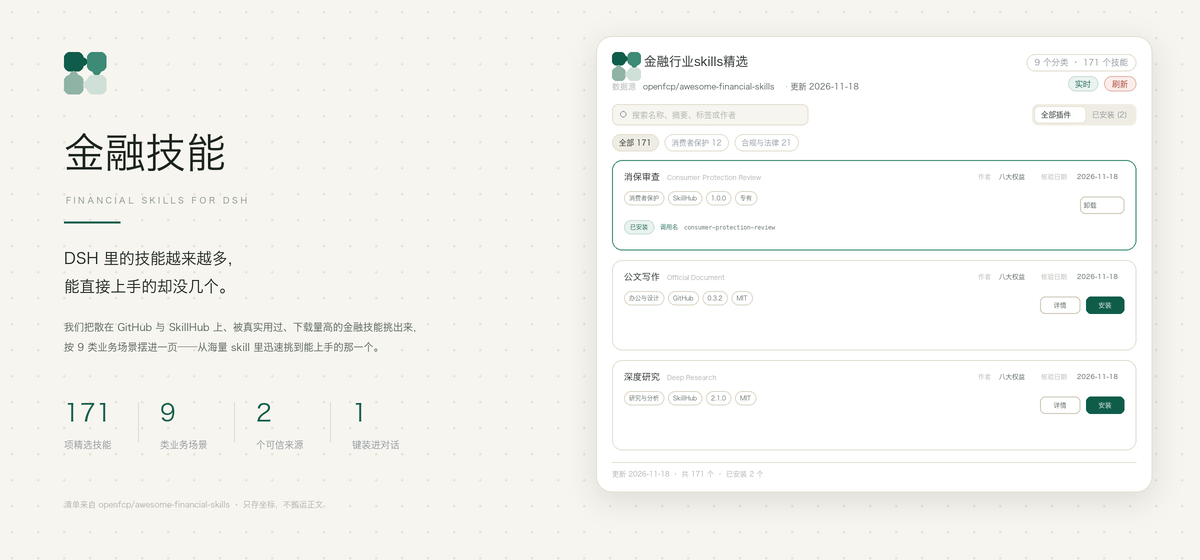 金融技能
FINANCIAL SKILLS FOR DSH
DSH 里的技能越来越多，
能直接上手的却没几个。
我们把散在 GitHub 与 SkillHub 上、被真实用过、下载量高的金融技能挑出来，
按 9 类业务场景摆进一页——从海量 skill 里迅速挑到能上手的那一个。
171 9 2 1
项精选技能 类业务场景 个可信来源 键装进对话
清单来自 openfcp/awesome-financial-skills · 只存坐标，不搬运正文。
金融行业skills精选 9 个分类 · 171 个技能
数据源 openfcp/awesome-financial-skills · 更新 2026-11-18 实时 刷新
搜索名称、摘要、标签或作者 全部插件 已安装 (2)
全部 171 消费者保护 12 合规与法律 21
消保审查 Consumer Protection Review 作者 八大权益 核验日期 2026-11-18
消费者保护 SkillHub 1.0.0 专有 卸载
已安装 调用名 consumer-protection-review
公文写作 Official Document 作者 八大权益 核验日期 2026-11-18
办公与设计 GitHub 0.3.2 MIT 详情 安装
深度研究 Deep Research 作者 八大权益 核验日期 2026-11-18
研究与分析 SkillHub 2.1.0 MIT 详情 安装
更新 2026-11-18 · 共 171 个 · 已安装 2 个